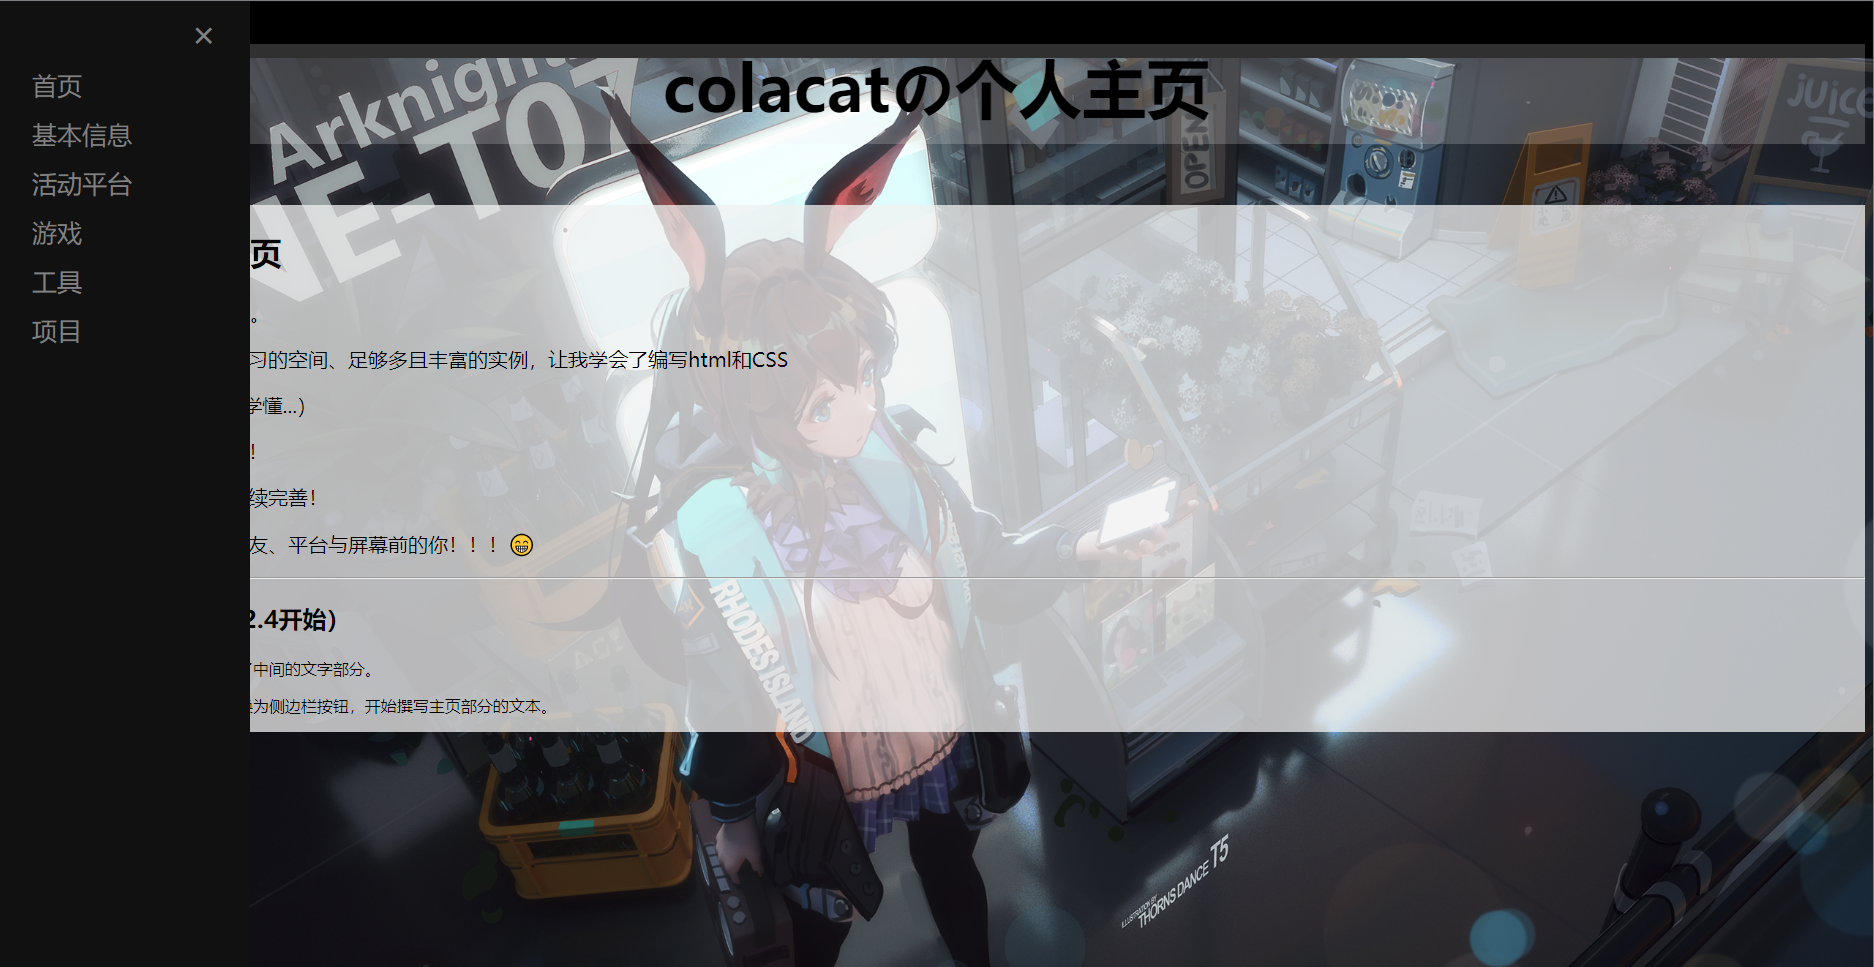 ×
首页
基本信息
活动平台
游戏
工具
项目
colacatの个人主页
页
。
习的空间、足够多且丰富的实例，让我学会了编写html和CSS
学懂...）
！
续完善！
友、平台与屏幕前的你！！！😁
2.4开始）
中间的文字部分。
为侧边栏按钮，开始撰写主页部分的文本。
Arknight
NE-T07
OPEN
juice
RHODES ISLAND
ILLUSTRATION BY
THORNS DANCE T5